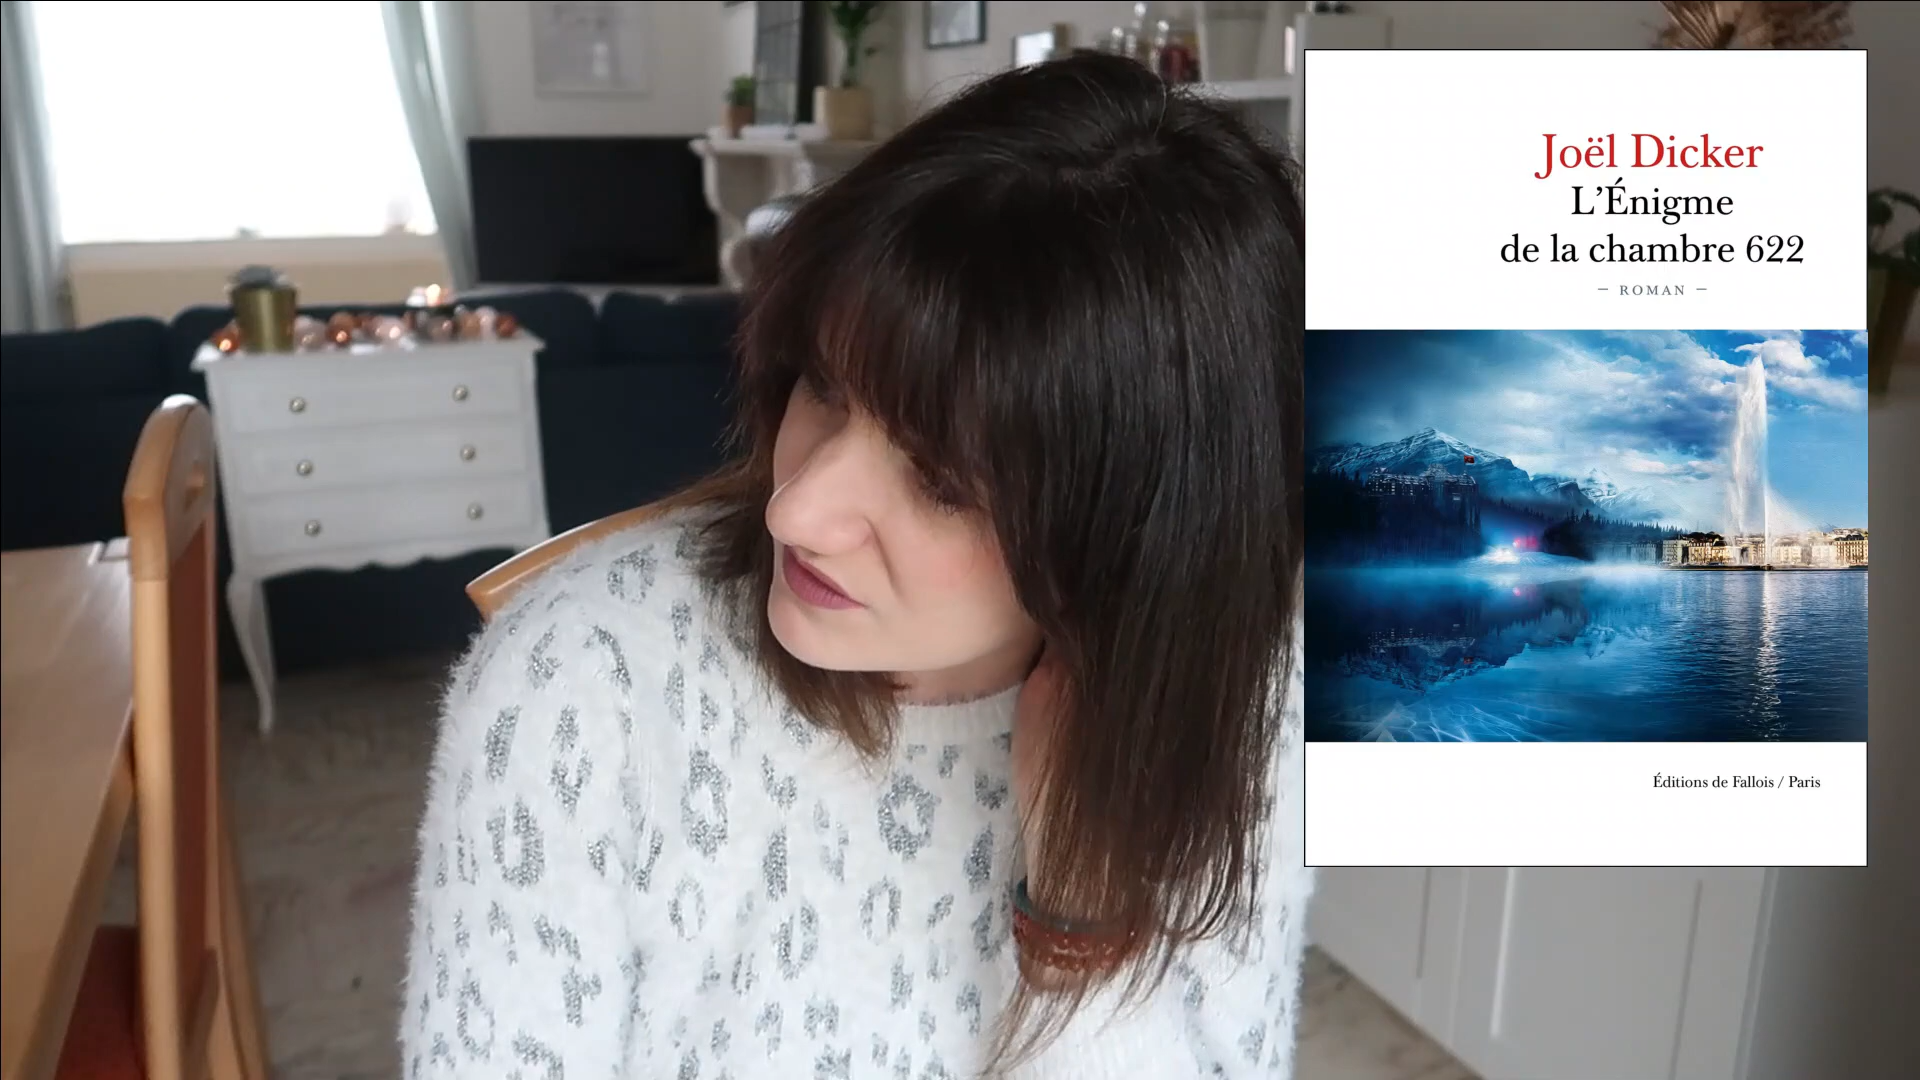 Joël Dicker
L’Énigme
de la chambre 622
– ROMAN –
Éditions de Fallois / Paris